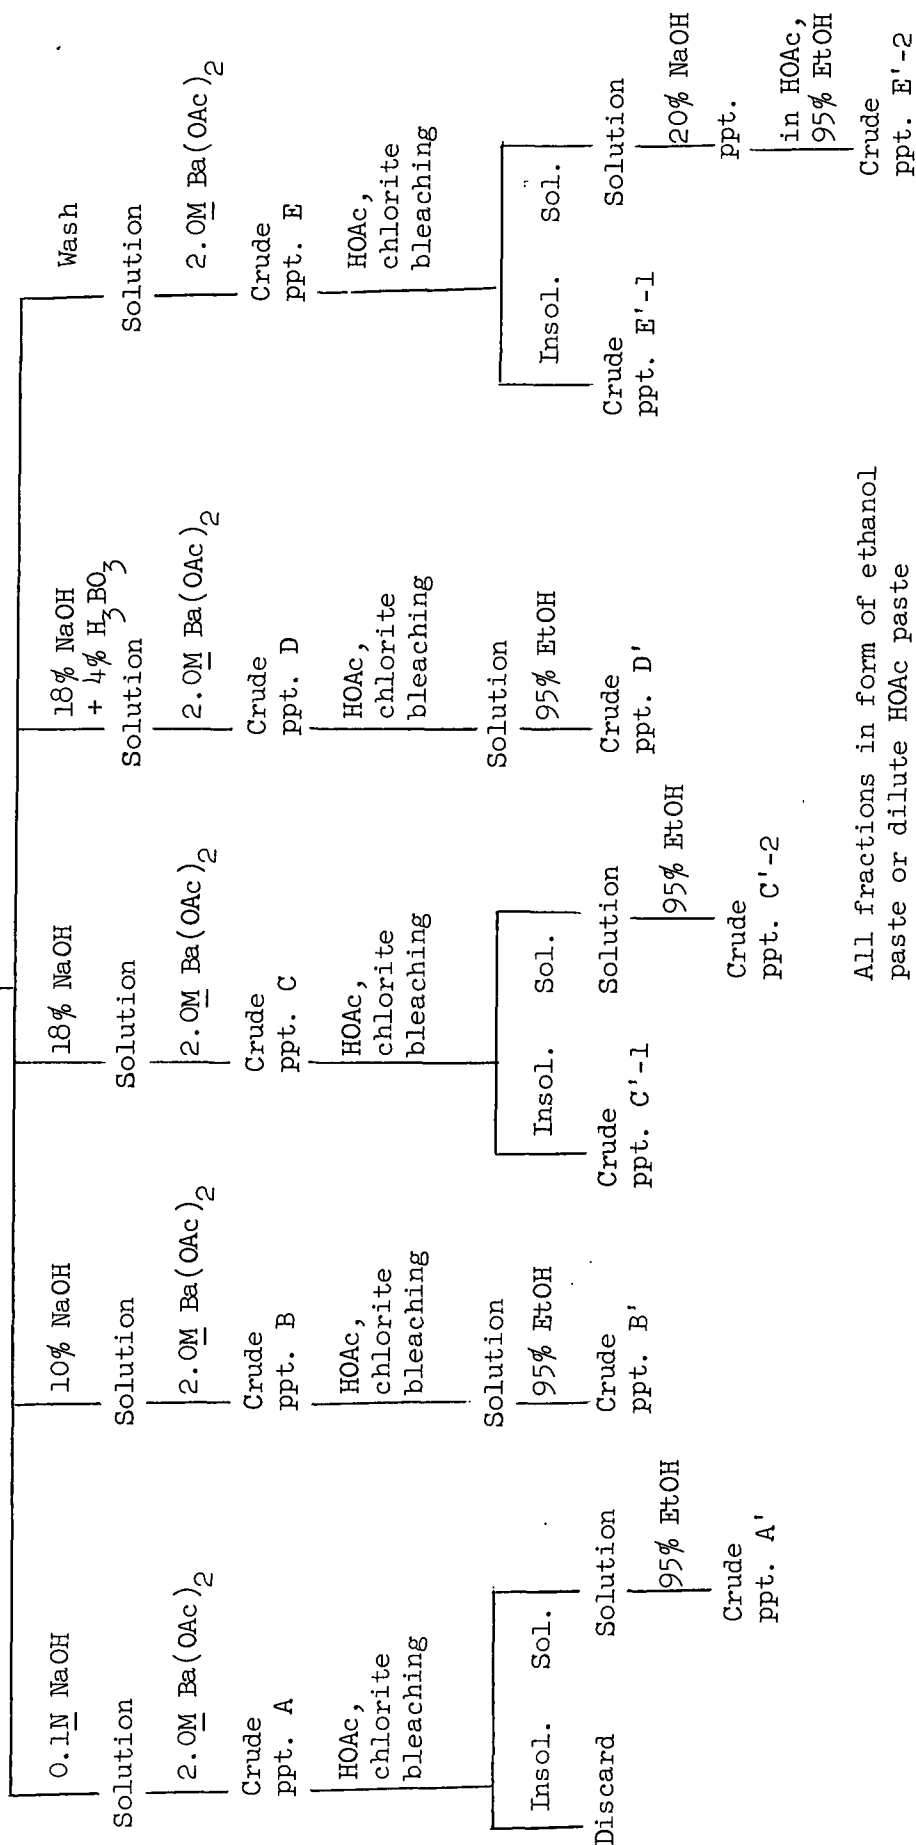 0.1N NaOH
Solution
2.0M Ba(OAc)2
Crude
ppt. A
HOAc,
chlorite
bleaching
Insol. Sol.
Discard
Solution
95% EtOH
Crude
ppt. A'
10% NaOH
Solution
2.0M Ba(OAc)2
Crude
ppt. B
HOAc,
chlorite
bleaching
Solution
95% EtOH
Crude
ppt. B'
18% NaOH
Solution
2.0M Ba(OAc)2
Crude
ppt. C
HOAc,
chlorite
bleaching
Insol. Sol.
Crude
ppt. C'-1
Solution
95% EtOH
Crude
ppt. C'-2
18% NaOH
+ 4% H3BO3
Solution
2.0M Ba(OAc)2
Crude
ppt. D
HOAc,
chlorite
bleaching
Solution
95% EtOH
Crude
ppt. D'
Wash
Solution
2.0M Ba(OAc)2
Crude
ppt. E
HOAc,
chlorite
bleaching
Insol. Sol.
Crude
ppt. E'-1
Solution
20% NaOH
ppt.
in HOAc,
95% EtOH
Crude
ppt. E'-2
All fractions in form of ethanol
paste or dilute HOAc paste